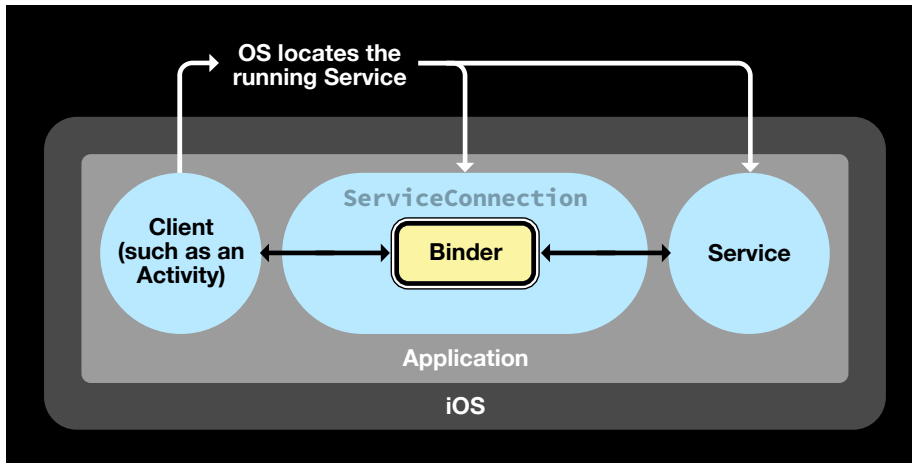 OS locates the
running Service
ServiceConnection
Client
(such as an
Activity)
Binder
Service
Application
iOS